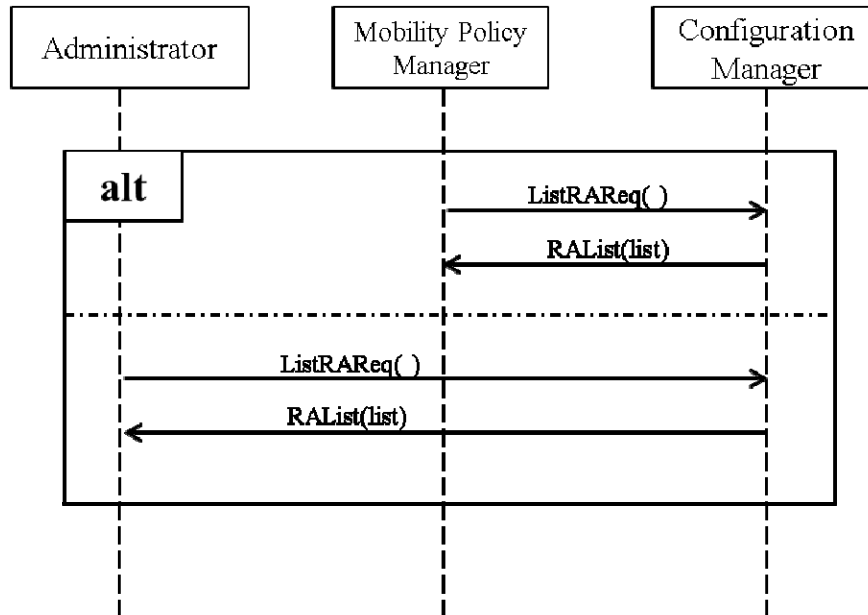 Administrator
Mobility Policy
Manager
Configuration
Manager
alt
ListRAReq( )
RAList(list)
ListRAReq( )
RAList(list)